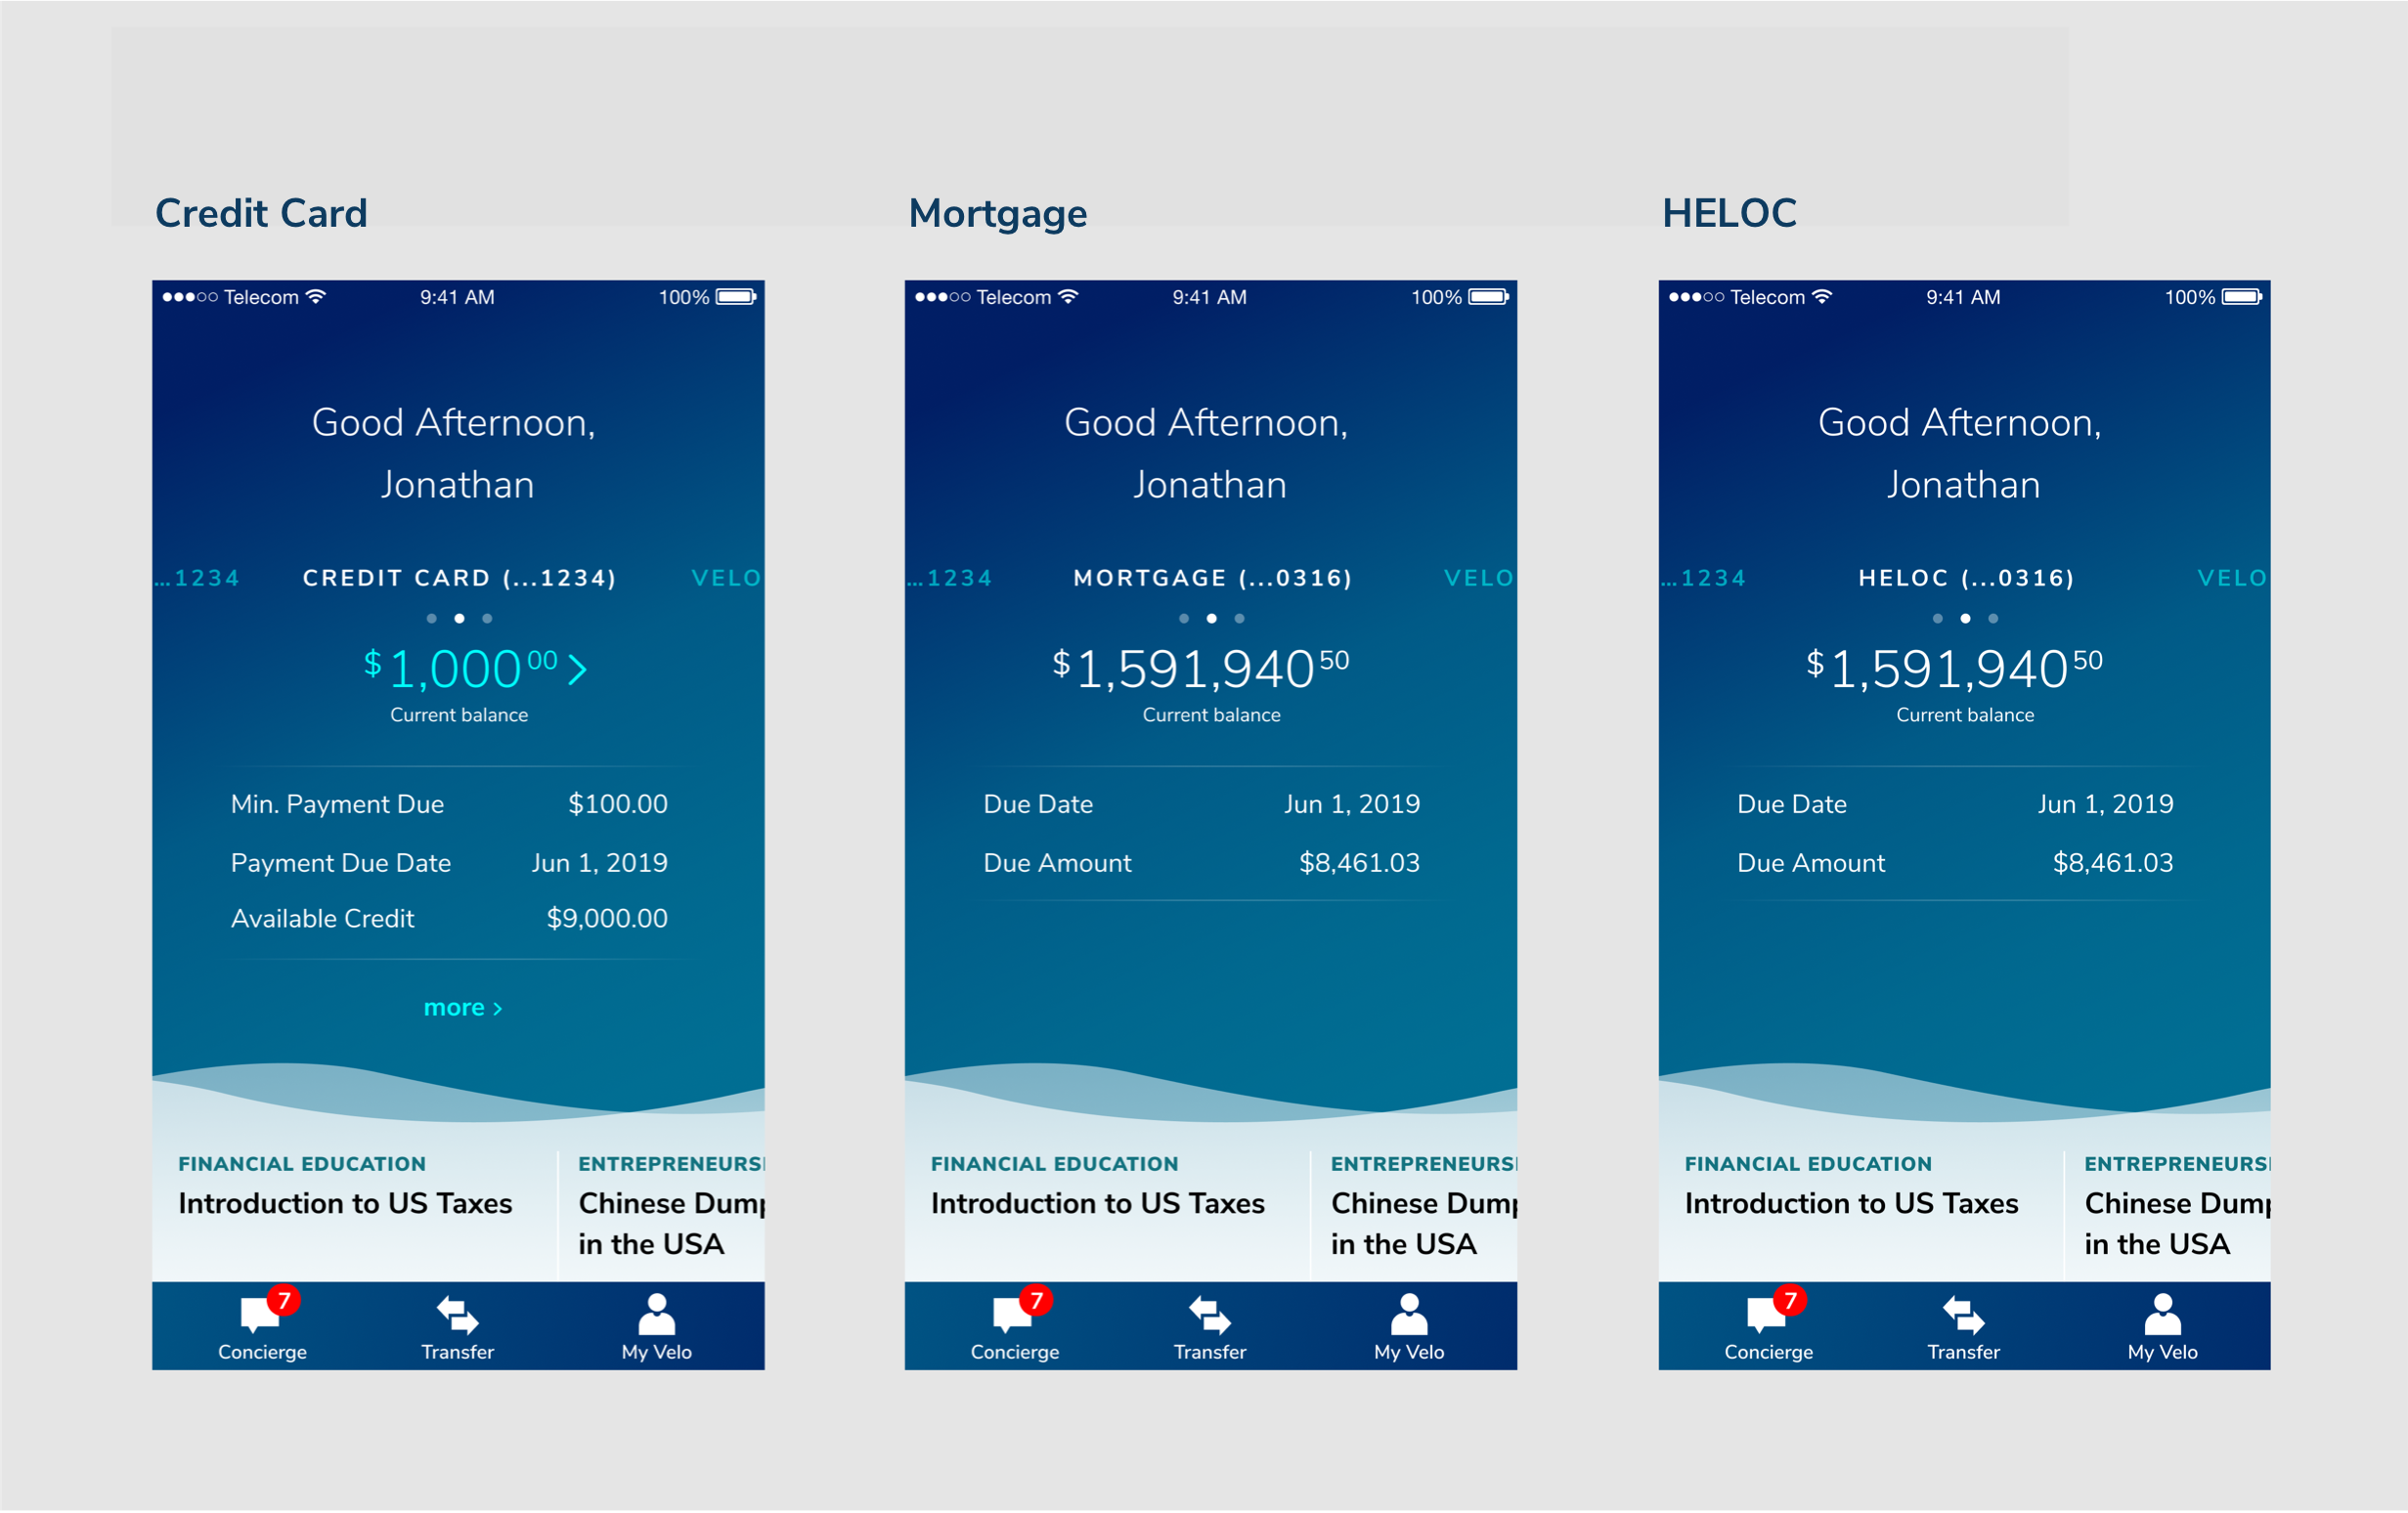 Credit Card
Telecom 9:41 AM 100%
Good Afternoon,
Jonathan
...1234 CREDIT CARD (...1234) VELO
$1,000 00 >
Current balance
Min. Payment Due $100.00
Payment Due Date Jun 1, 2019
Available Credit $9,000.00
more >
FINANCIAL EDUCATION
Introduction to US Taxes
ENTREPRENEURSI
Chinese Dump
in the USA
7
Concierge Transfer My Velo
Mortgage
Telecom 9:41 AM 100%
Good Afternoon,
Jonathan
...1234 MORTGAGE (...0316) VELO
$1,591,940 50
Current balance
Due Date Jun 1, 2019
Due Amount $8,461.03
FINANCIAL EDUCATION
Introduction to US Taxes
ENTREPRENEURSI
Chinese Dump
in the USA
7
Concierge Transfer My Velo
HELOC
Telecom 9:41 AM 100%
Good Afternoon,
Jonathan
...1234 HELOC (...0316) VELO
$1,591,940 50
Current balance
Due Date Jun 1, 2019
Due Amount $8,461.03
FINANCIAL EDUCATION
Introduction to US Taxes
ENTREPRENEURSI
Chinese Dump
in the USA
7
Concierge Transfer My Velo